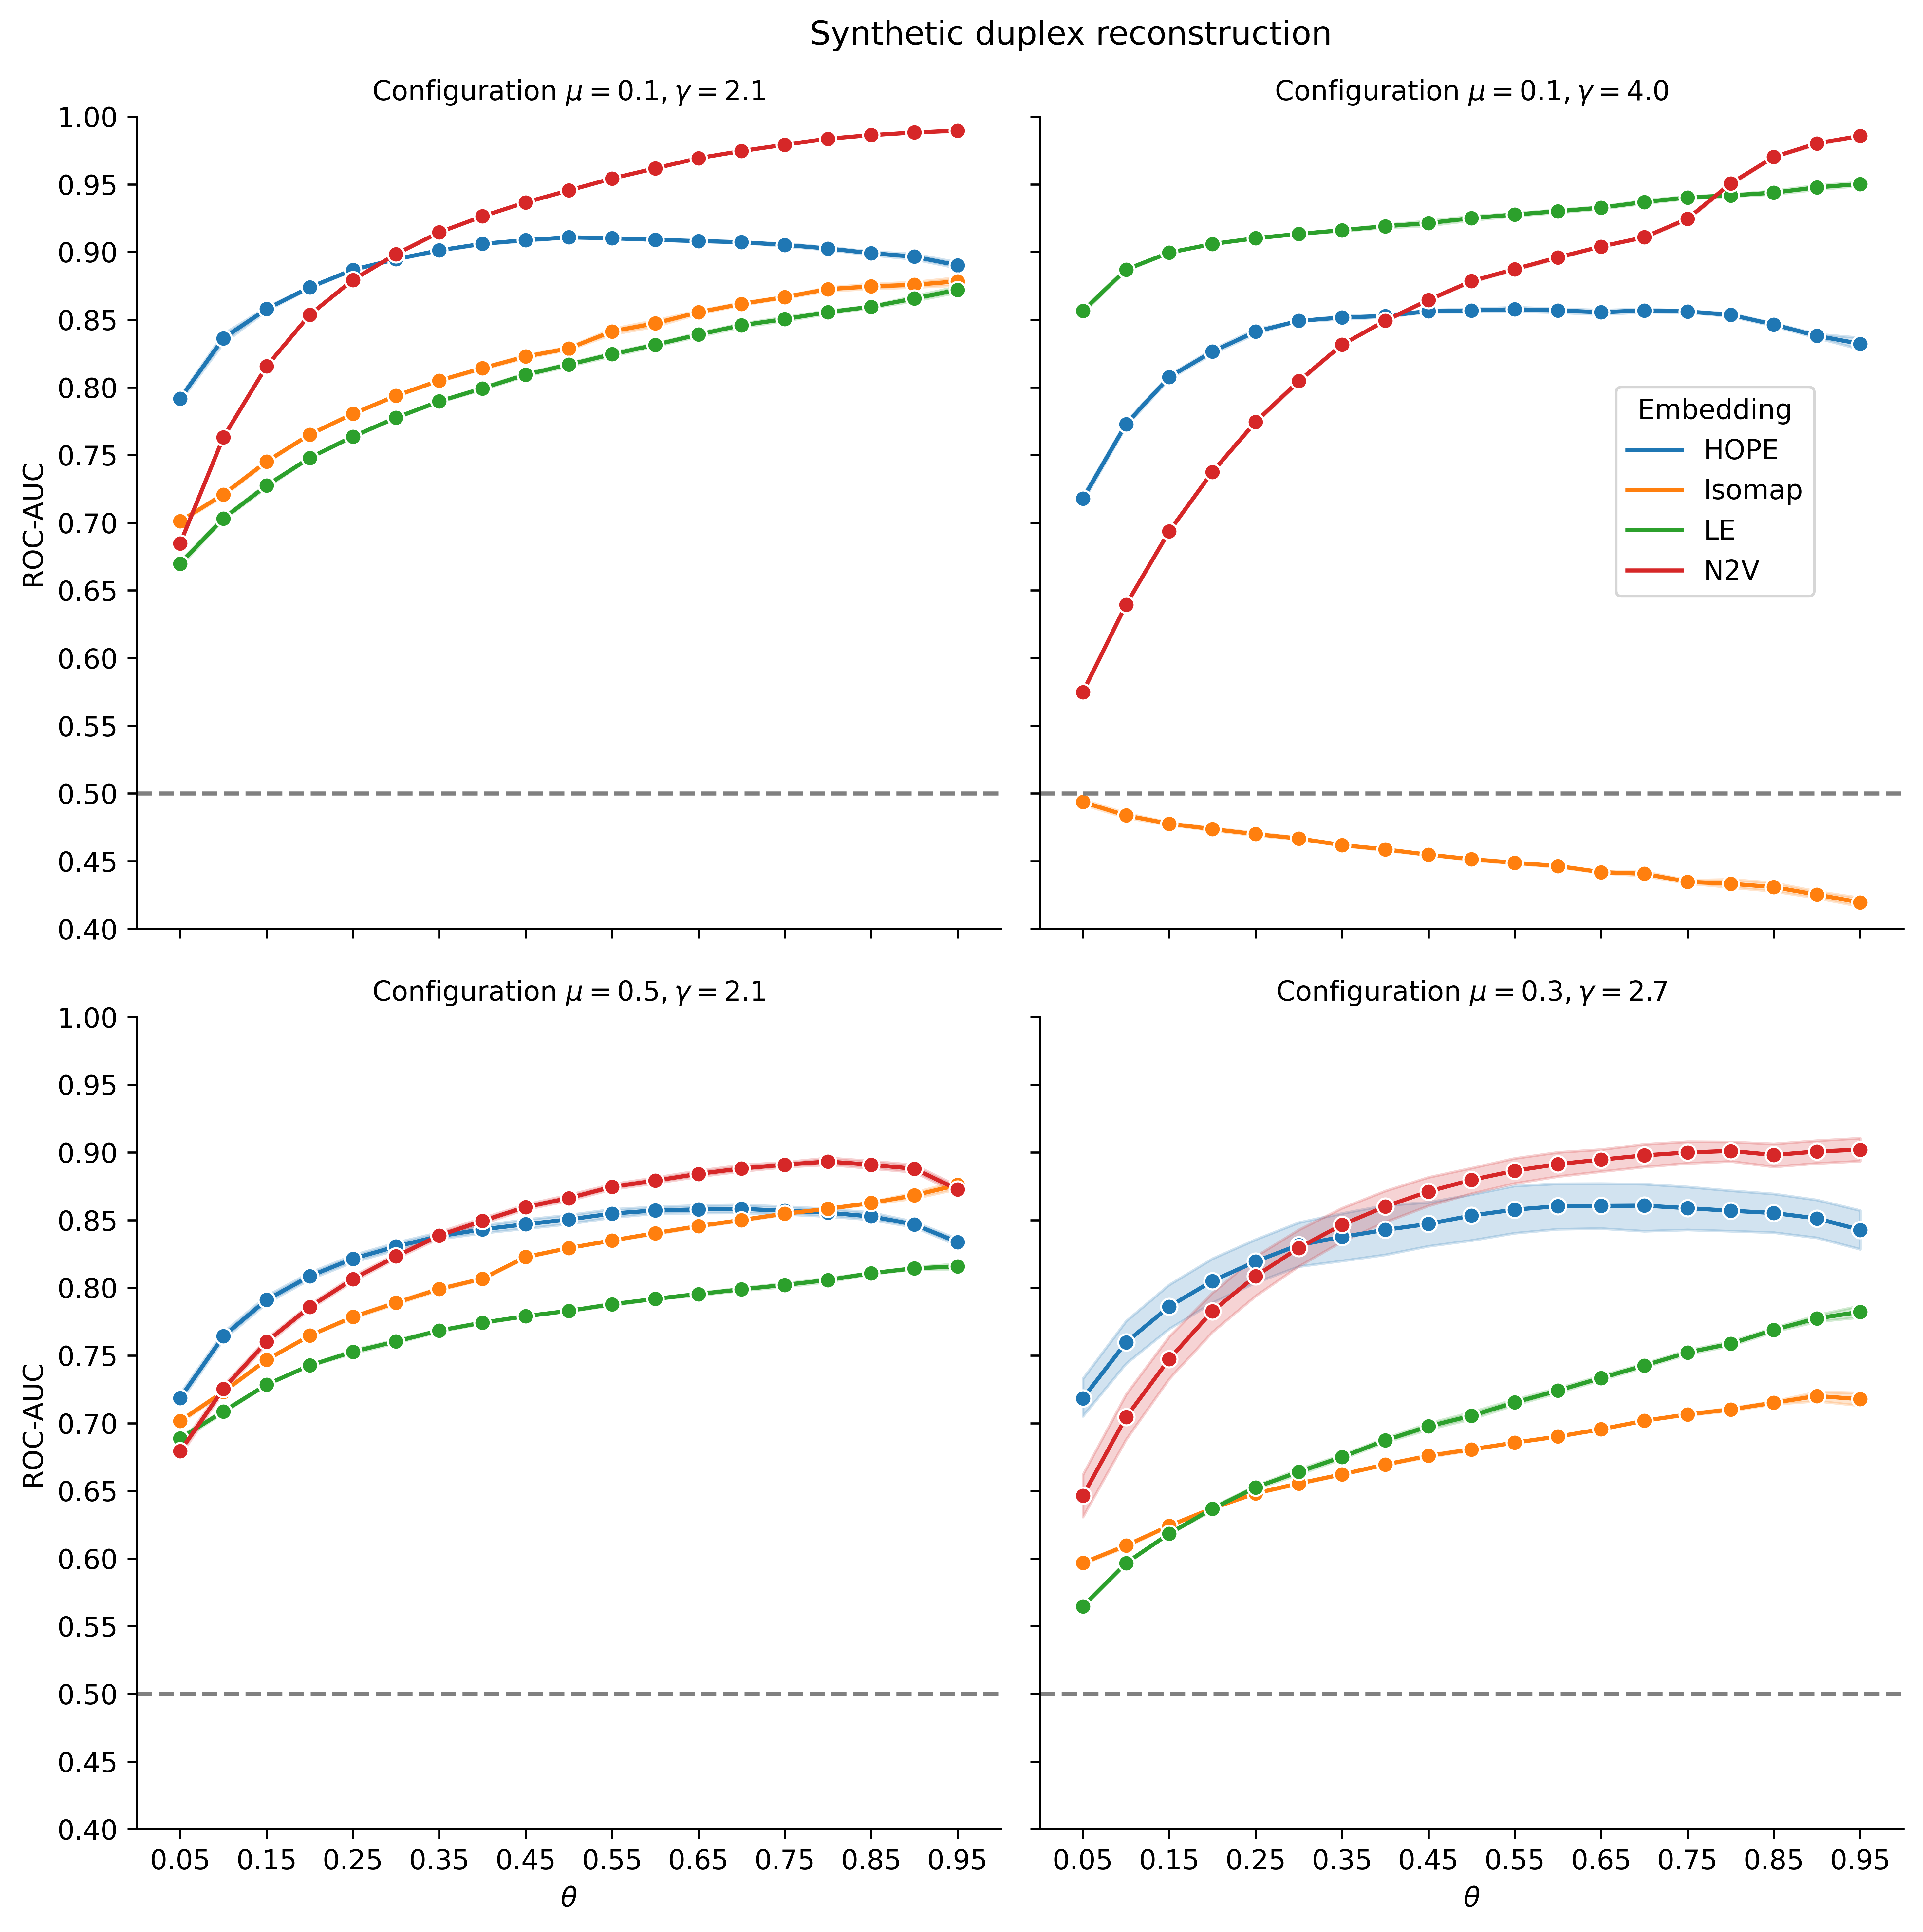 Synthetic duplex reconstruction
Configuration μ = 0.1, γ = 2.1
1.00
0.95
0.90
0.85
0.80
0.75
0.70
0.65
0.60
0.55
0.50
0.45
0.40
ROC-AUC
Configuration μ = 0.1, γ = 4.0
Embedding
HOPE
Isomap
LE
N2V
Configuration μ = 0.5, γ = 2.1
1.00
0.95
0.90
0.85
0.80
0.75
0.70
0.65
0.60
0.55
0.50
0.45
0.40
ROC-AUC
0.05 0.15 0.25 0.35 0.45 0.55 0.65 0.75 0.85 0.95
θ
Configuration μ = 0.3, γ = 2.7
0.05 0.15 0.25 0.35 0.45 0.55 0.65 0.75 0.85 0.95
θ